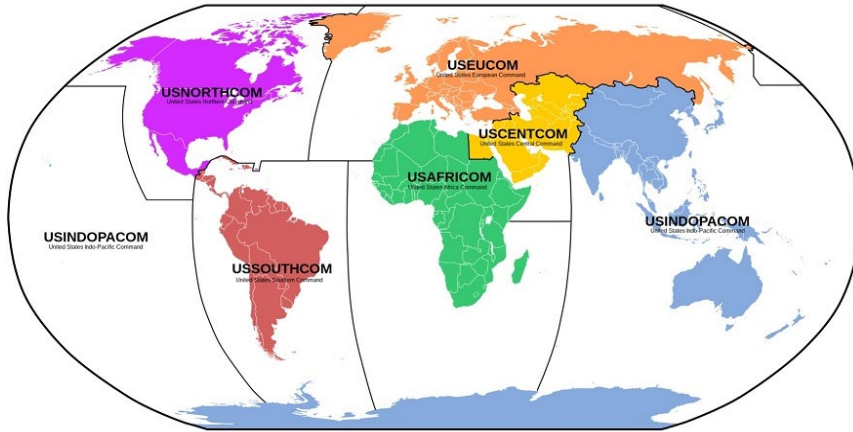 USEUCOM
United States European Command
USNORTHCOM
United States Northern Command
USCENTCOM
United States Central Command
USAFRICOM
United States Africa Command
USINDOPACOM
United States Indo-Pacific Command
USINDOPACOM
United States Indo-Pacific Command
USSOUTHCOM
United States Southern Command